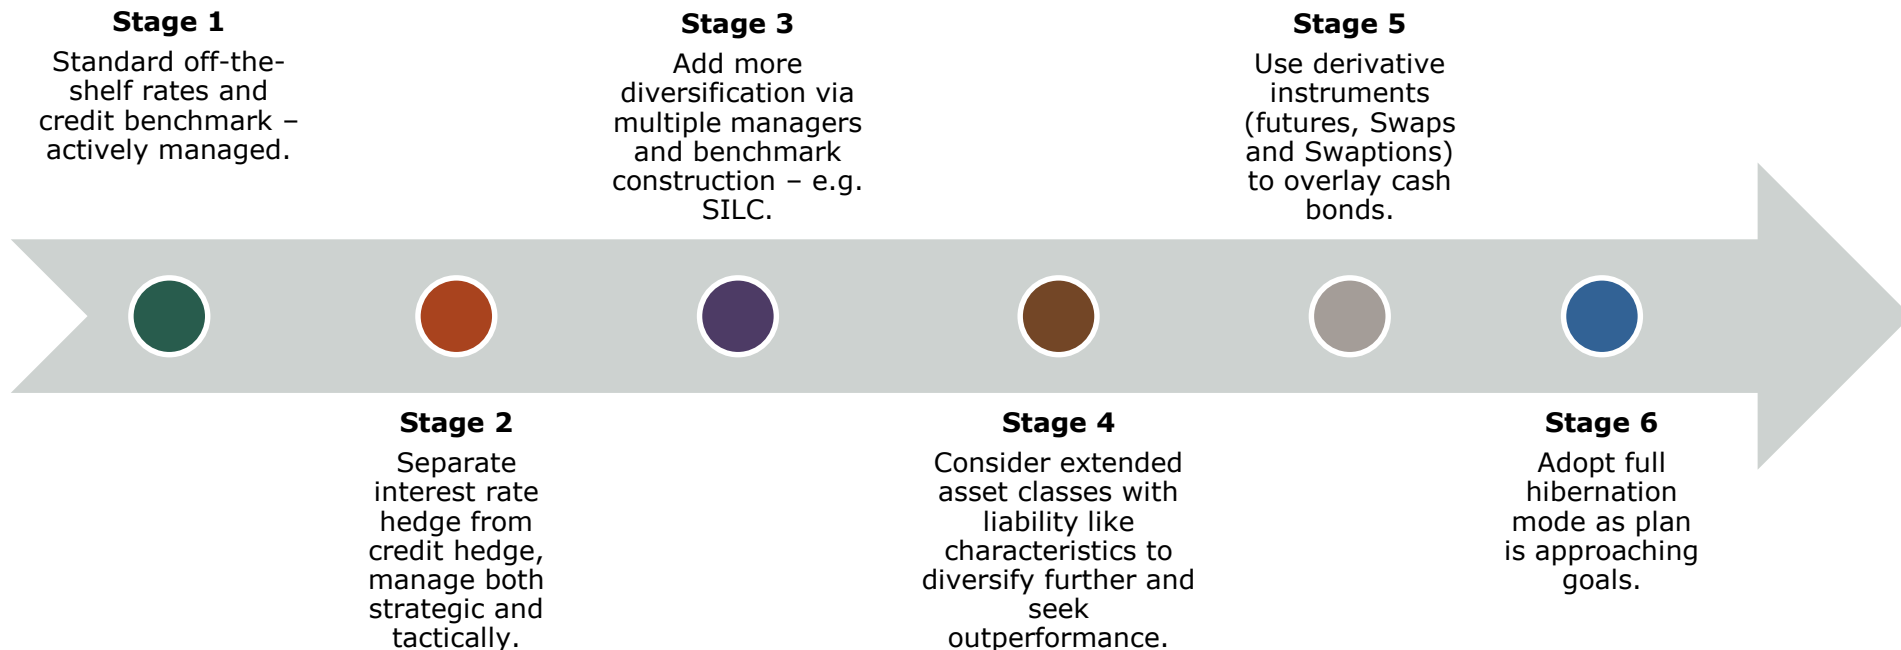 Stage 1
Standard off-the-
shelf rates and
credit benchmark –
actively managed.
Stage 2
Separate
interest rate
hedge from
credit hedge,
manage both
strategic and
tactically.
Stage 3
Add more
diversification via
multiple managers
and benchmark
construction – e.g.
SILC.
Stage 4
Consider extended
asset classes with
liability like
characteristics to
diversify further and
seek
outperformance.
Stage 5
Use derivative
instruments
(futures, Swaps
and Swaptions)
to overlay cash
bonds.
Stage 6
Adopt full
hibernation
mode as plan
is approaching
goals.